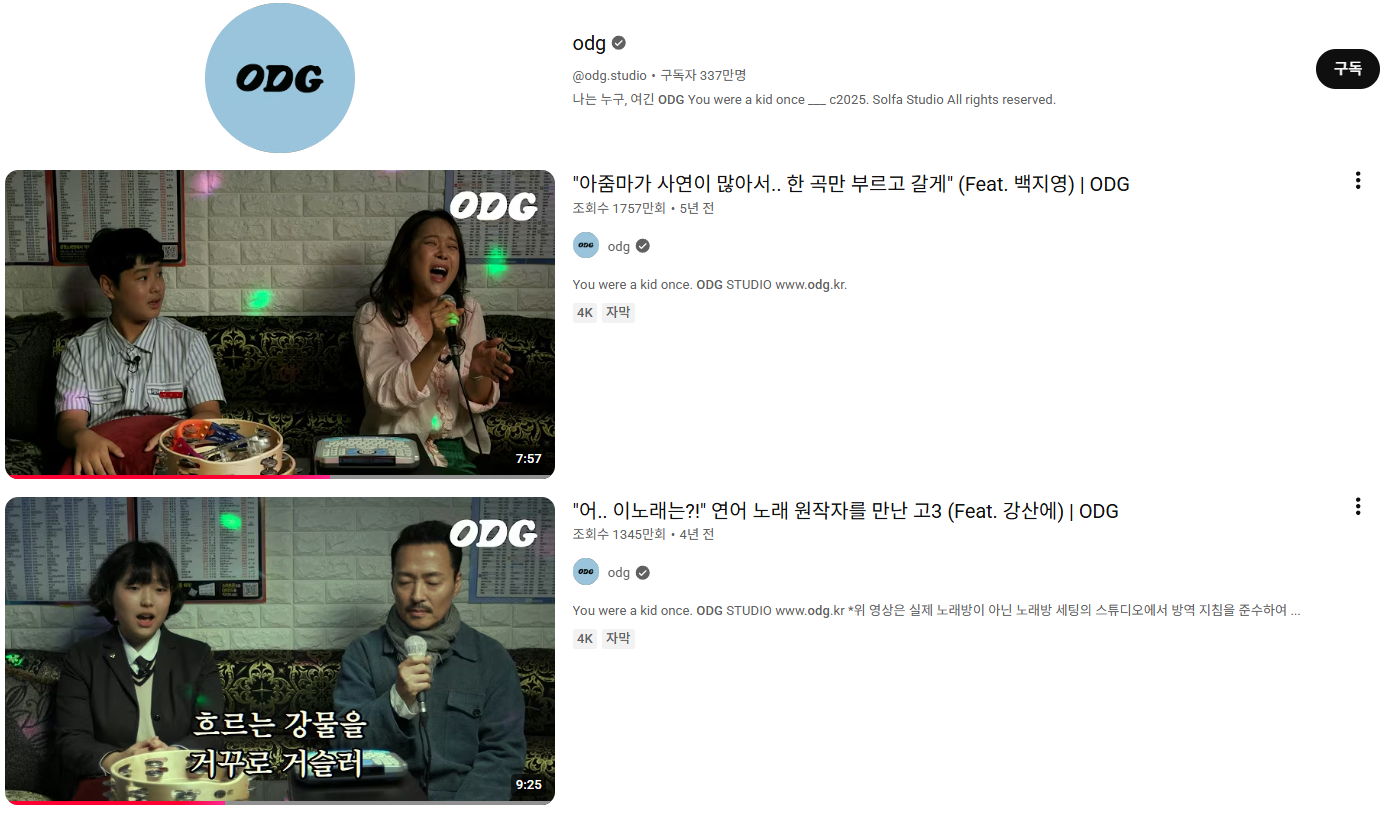 ODG
odg
@odg.studio • 구독자 337만명
구독
나는 누구, 여긴 ODG You were a kid once ___ c2025. Solfa Studio All rights reserved.
ODG
7:57
"아줌마가 사연이 많아서.. 한 곡만 부르고 갈게" (Feat. 백지영) | ODG
조회수 1757만회 • 5년 전
ODG
odg
You were a kid once. ODG STUDIO www.odg.kr.
4K 자막
ODG
흐르는 강물을
거꾸로 거슬러
9:25
"어.. 이노래는?!" 연어 노래 원작자를 만난 고3 (Feat. 강산에) | ODG
조회수 1345만회 • 4년 전
ODG
odg
You were a kid once. ODG STUDIO www.odg.kr *위 영상은 실제 노래방이 아닌 노래방 세팅의 스튜디오에서 방역 지침을 준수하여 ...
4K 자막